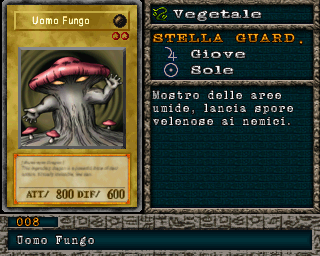 Uomo Fungo
ATT/ 800 DIF/ 600
Vegetale
STELLA GUARD.
Giove
Sole
Mostro delle aree
umide, lancia spore
velenose ai nemici.
008
Uomo Fungo